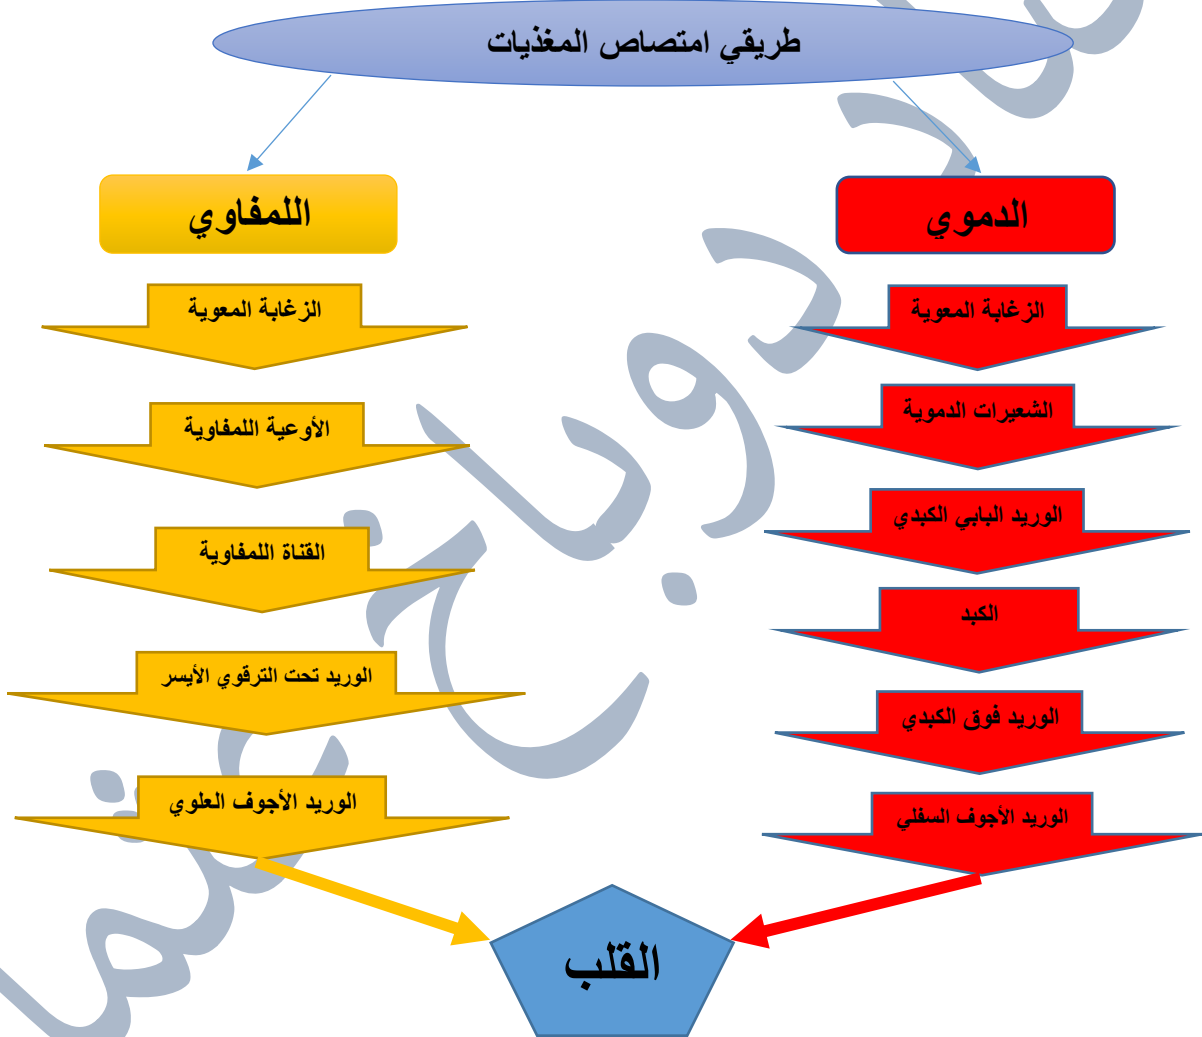 طريقي امتصاص المغذيات
الدموي
الزغابة المعوية
الشعيرات الدموية
الوريد البابي الكبدي
الكبد
الوريد فوق الكبدي
الوريد الأجوف السفلي
اللمفاوي
الزغابة المعوية
الأوعية اللمفاوية
القناة اللمفاوية
الوريد تحت الترقوي الأيسر
الوريد الأجوف العلوي
القلب